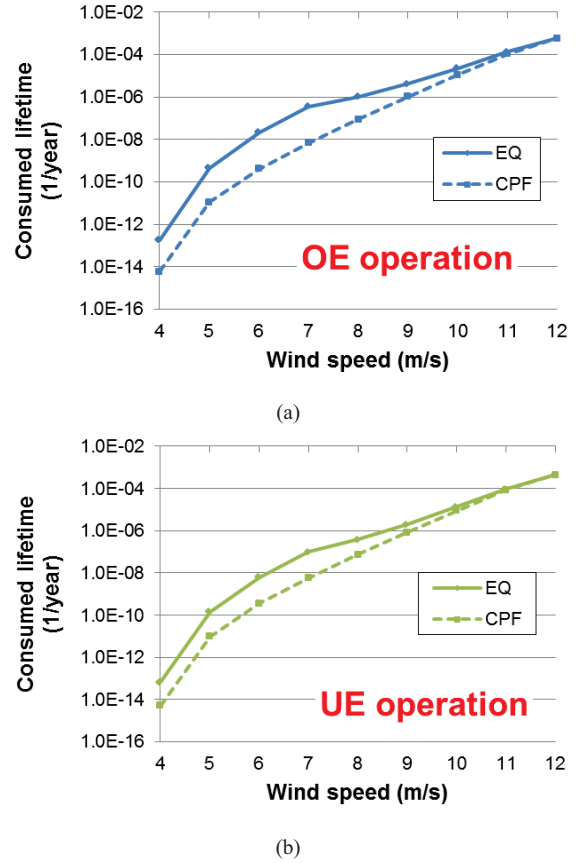 1.0E-02
1.0E-04
1.0E-06
1.0E-08
1.0E-10
1.0E-12
1.0E-14
1.0E-16
Consumed lifetime
(1/year)
EQ
CPF
OE operation
4 5 6 7 8 9 10 11 12
Wind speed (m/s)
(a)
1.0E-02
1.0E-04
1.0E-06
1.0E-08
1.0E-10
1.0E-12
1.0E-14
1.0E-16
Consumed lifetime
(1/year)
EQ
CPF
UE operation
4 5 6 7 8 9 10 11 12
Wind speed (m/s)
(b)